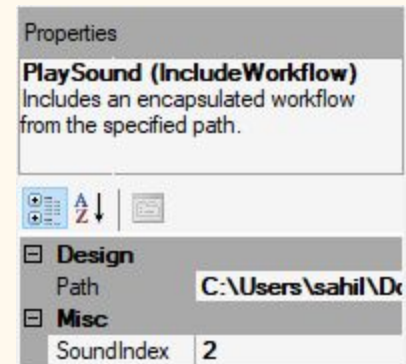 Properties
PlaySound (IncludeWorkflow)
Includes an encapsulated workflow
from the specified path.
Design
Path C:\Users\sahil\Do
Misc
SoundIndex 2